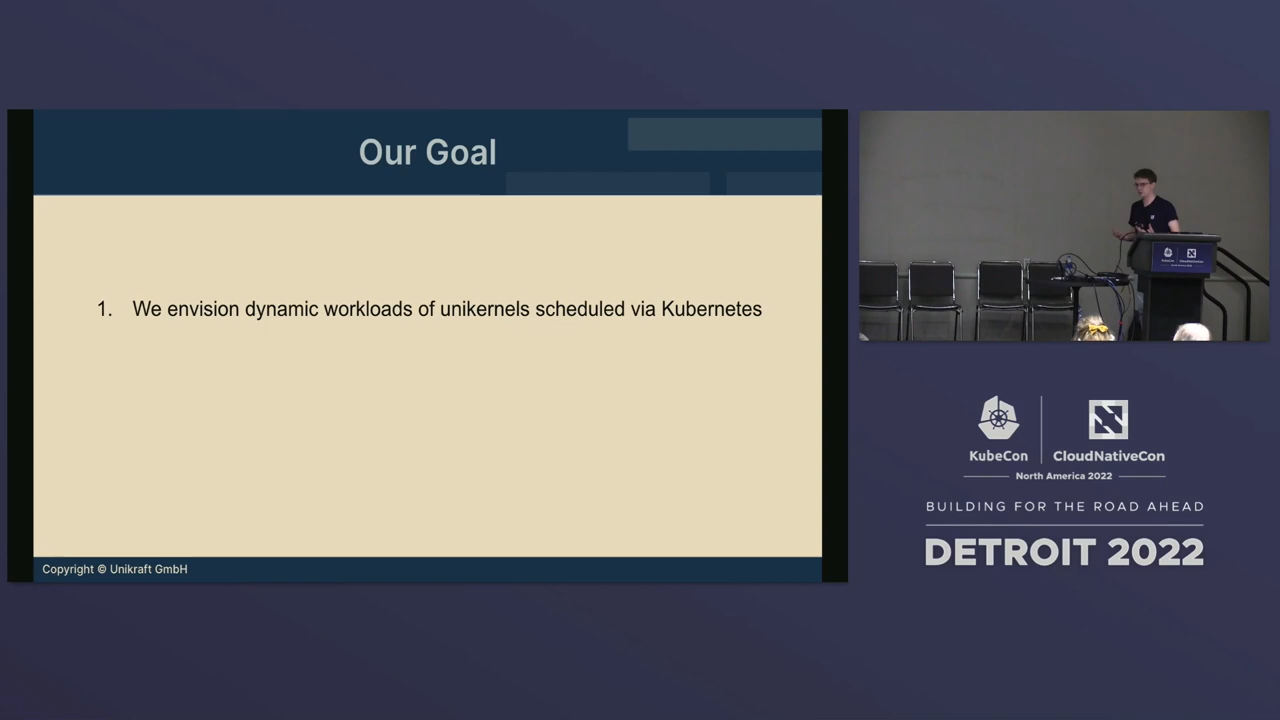 Our Goal
1. We envision dynamic workloads of unikernels scheduled via Kubernetes
Copyright © Unikraft GmbH
KubeCon
CloudNativeCon
North America 2022
BUILDING FOR THE ROAD AHEAD
DETROIT 2022